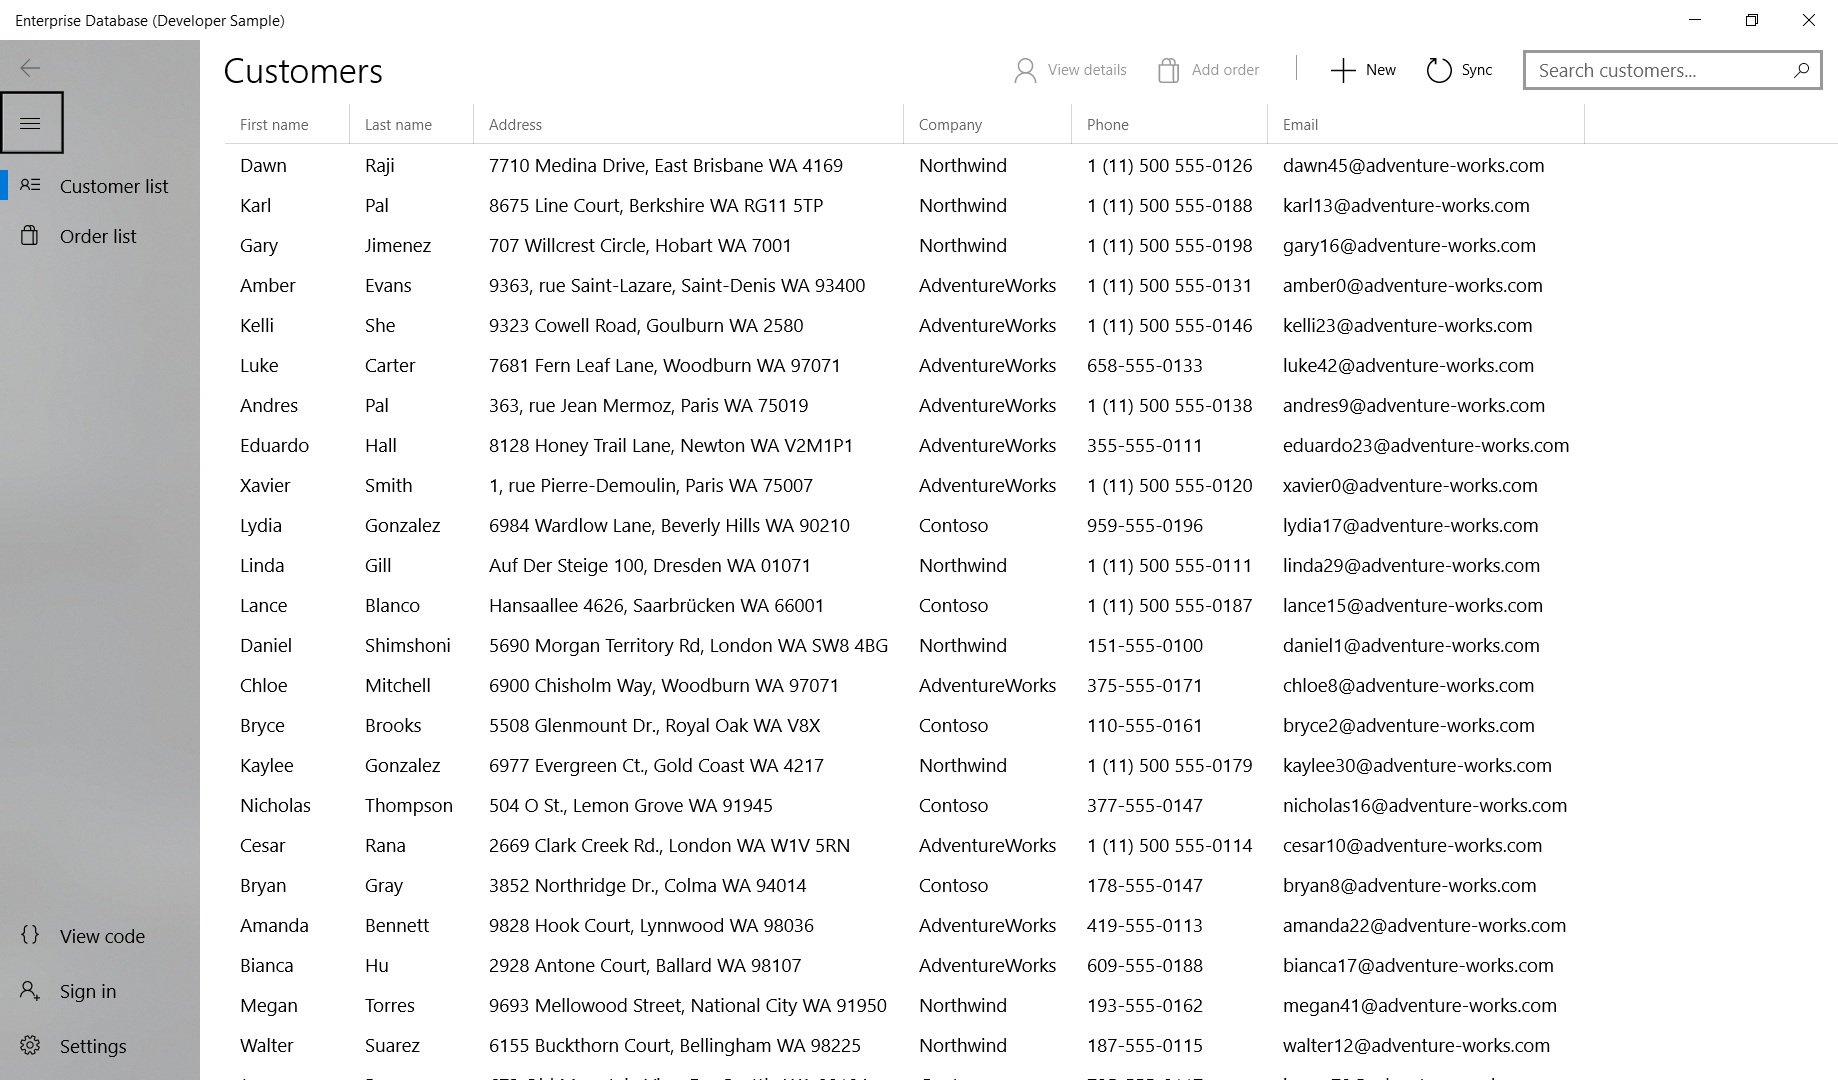 Enterprise Database (Developer Sample)
Customers View details Add order New Sync Search customers...
Customer list
Order list
View code
Sign in
Settings
First name Last name Address Company Phone Email
Dawn Raji 7710 Medina Drive, East Brisbane WA 4169 Northwind 1 (11) 500 555-0126 dawn45@adventure-works.com
Karl Pal 8675 Line Court, Berkshire WA RG11 5TP Northwind 1 (11) 500 555-0188 karl13@adventure-works.com
Gary Jimenez 707 Willcrest Circle, Hobart WA 7001 Northwind 1 (11) 500 555-0198 gary16@adventure-works.com
Amber Evans 9363, rue Saint-Lazare, Saint-Denis WA 93400 AdventureWorks 1 (11) 500 555-0131 amber0@adventure-works.com
Kelli She 9323 Cowell Road, Goulburn WA 2580 AdventureWorks 1 (11) 500 555-0146 kelli23@adventure-works.com
Luke Carter 7681 Fern Leaf Lane, Woodburn WA 97071 AdventureWorks 658-555-0133 luke42@adventure-works.com
Andres Pal 363, rue Jean Mermoz, Paris WA 75019 AdventureWorks 1 (11) 500 555-0138 andres9@adventure-works.com
Eduardo Hall 8128 Honey Trail Lane, Newton WA V2M1P1 AdventureWorks 355-555-0111 eduardo23@adventure-works.com
Xavier Smith 1, rue Pierre-Demoulin, Paris WA 75007 AdventureWorks 1 (11) 500 555-0120 xavier0@adventure-works.com
Lydia Gonzalez 6984 Wardlow Lane, Beverly Hills WA 90210 Contoso 959-555-0196 lydia17@adventure-works.com
Linda Gill Auf Der Steige 100, Dresden WA 01071 Northwind 1 (11) 500 555-0111 linda29@adventure-works.com
Lance Blanco Hansaallee 4626, Saarbrücken WA 66001 Contoso 1 (11) 500 555-0187 lance15@adventure-works.com
Daniel Shimshoni 5690 Morgan Territory Rd, London WA SW8 4BG Northwind 151-555-0100 daniel1@adventure-works.com
Chloe Mitchell 6900 Chisholm Way, Woodburn WA 97071 AdventureWorks 375-555-0171 chloe8@adventure-works.com
Bryce Brooks 5508 Glenmount Dr., Royal Oak WA V8X Contoso 110-555-0161 bryce2@adventure-works.com
Kaylee Gonzalez 6977 Evergreen Ct., Gold Coast WA 4217 Northwind 1 (11) 500 555-0179 kaylee30@adventure-works.com
Nicholas Thompson 504 O St., Lemon Grove WA 91945 Contoso 377-555-0147 nicholas16@adventure-works.com
Cesar Rana 2669 Clark Creek Rd., London WA W1V 5RN AdventureWorks 1 (11) 500 555-0114 cesar10@adventure-works.com
Bryan Gray 3852 Northridge Dr., Colma WA 94014 Contoso 178-555-0147 bryan8@adventure-works.com
Amanda Bennett 9828 Hook Court, Lynnwood WA 98036 AdventureWorks 419-555-0113 amanda22@adventure-works.com
Bianca Hu 2928 Antone Court, Ballard WA 98107 AdventureWorks 609-555-0188 bianca17@adventure-works.com
Megan Torres 9693 Mellowood Street, National City WA 91950 Northwind 193-555-0162 megan41@adventure-works.com
Walter Suarez 6155 Buckthorn Court, Bellingham WA 98225 Northwind 187-555-0115 walter12@adventure-works.com